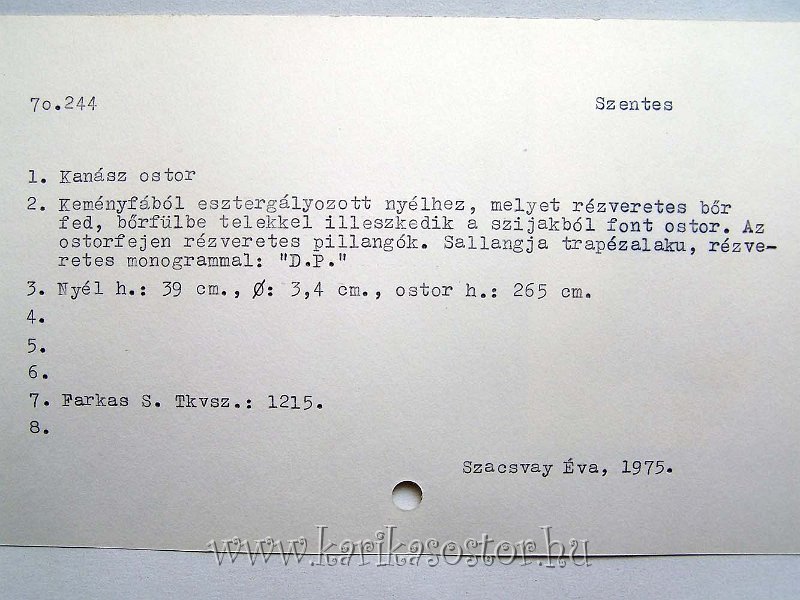 7o.244 Szentes
1. Kanász ostor
2. Keményfából esztergályozott nyélhez, melyet rézveretes bőr
fed, bőrfülbe telekkel illeszkedik a szijakból font ostor. Az
ostorfejen rézveretes pillangók. Sallangja trapézalaku, rézve-
retes monogrammal: "D.P."
3. Nyél h.: 39 cm., Ø: 3,4 cm., ostor h.: 265 cm.
4.
5.
6.
7. Farkas S. Tkvsz.: 1215.
8.
Szacsvay Éva, 1975.
www.karikasostor.hu